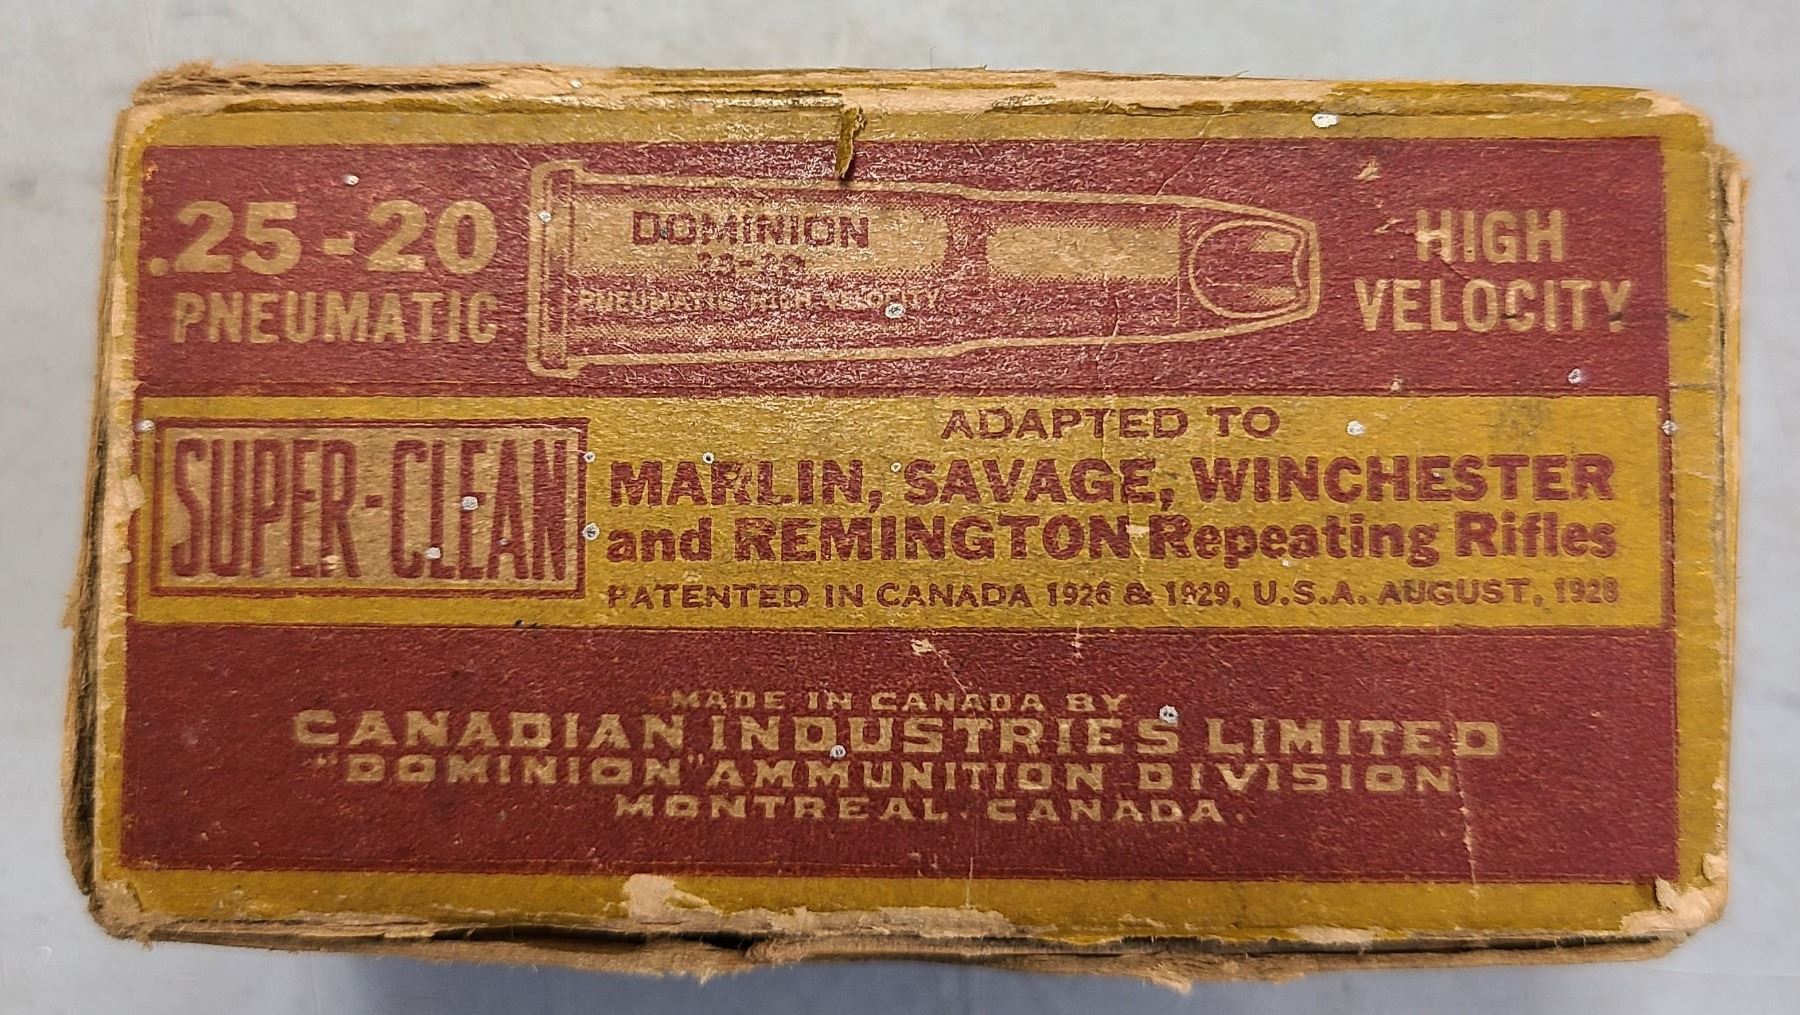 .25-20
PNEUMATIC
DOMINION
25-20
PNEUMATIC HIGH VELOCITY
HIGH
VELOCITY
SUPER-CLEAN
ADAPTED TO
MARLIN, SAVAGE, WINCHESTER
and REMINGTON Repeating Rifles
PATENTED IN CANADA 1926 & 1929, U.S.A. AUGUST, 1928
MADE IN CANADA BY
CANADIAN INDUSTRIES LIMITED
"DOMINION" AMMUNITION DIVISION
MONTREAL. CANADA.